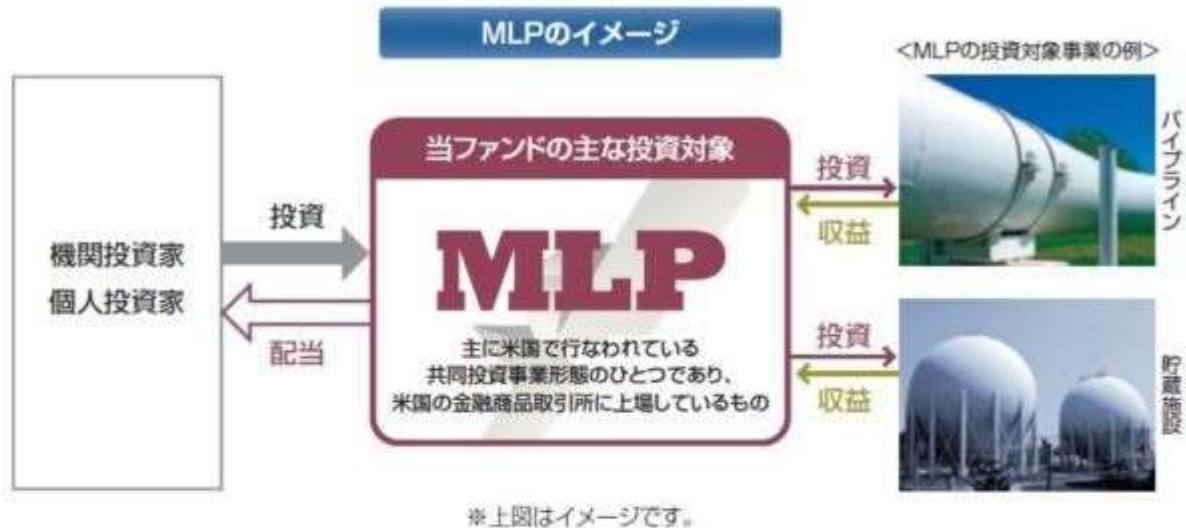 MLPのイメージ
<MLPの投資対象事業の例>
機関投資家
個人投資家
投資
配当
当ファンドの主な投資対象
MLP
主に米国で行なわれている
共同投資事業形態のひとつであり、
米国の金融商品取引所に上場しているもの
投資
収益
パイプライン
投資
収益
貯蔵施設
※上図はイメージです。